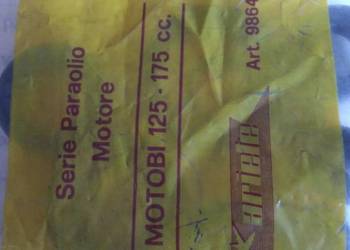 Serie Paraolio
Motore
MOTOBI 125 - 175 cc.
Art. 9864
ariete